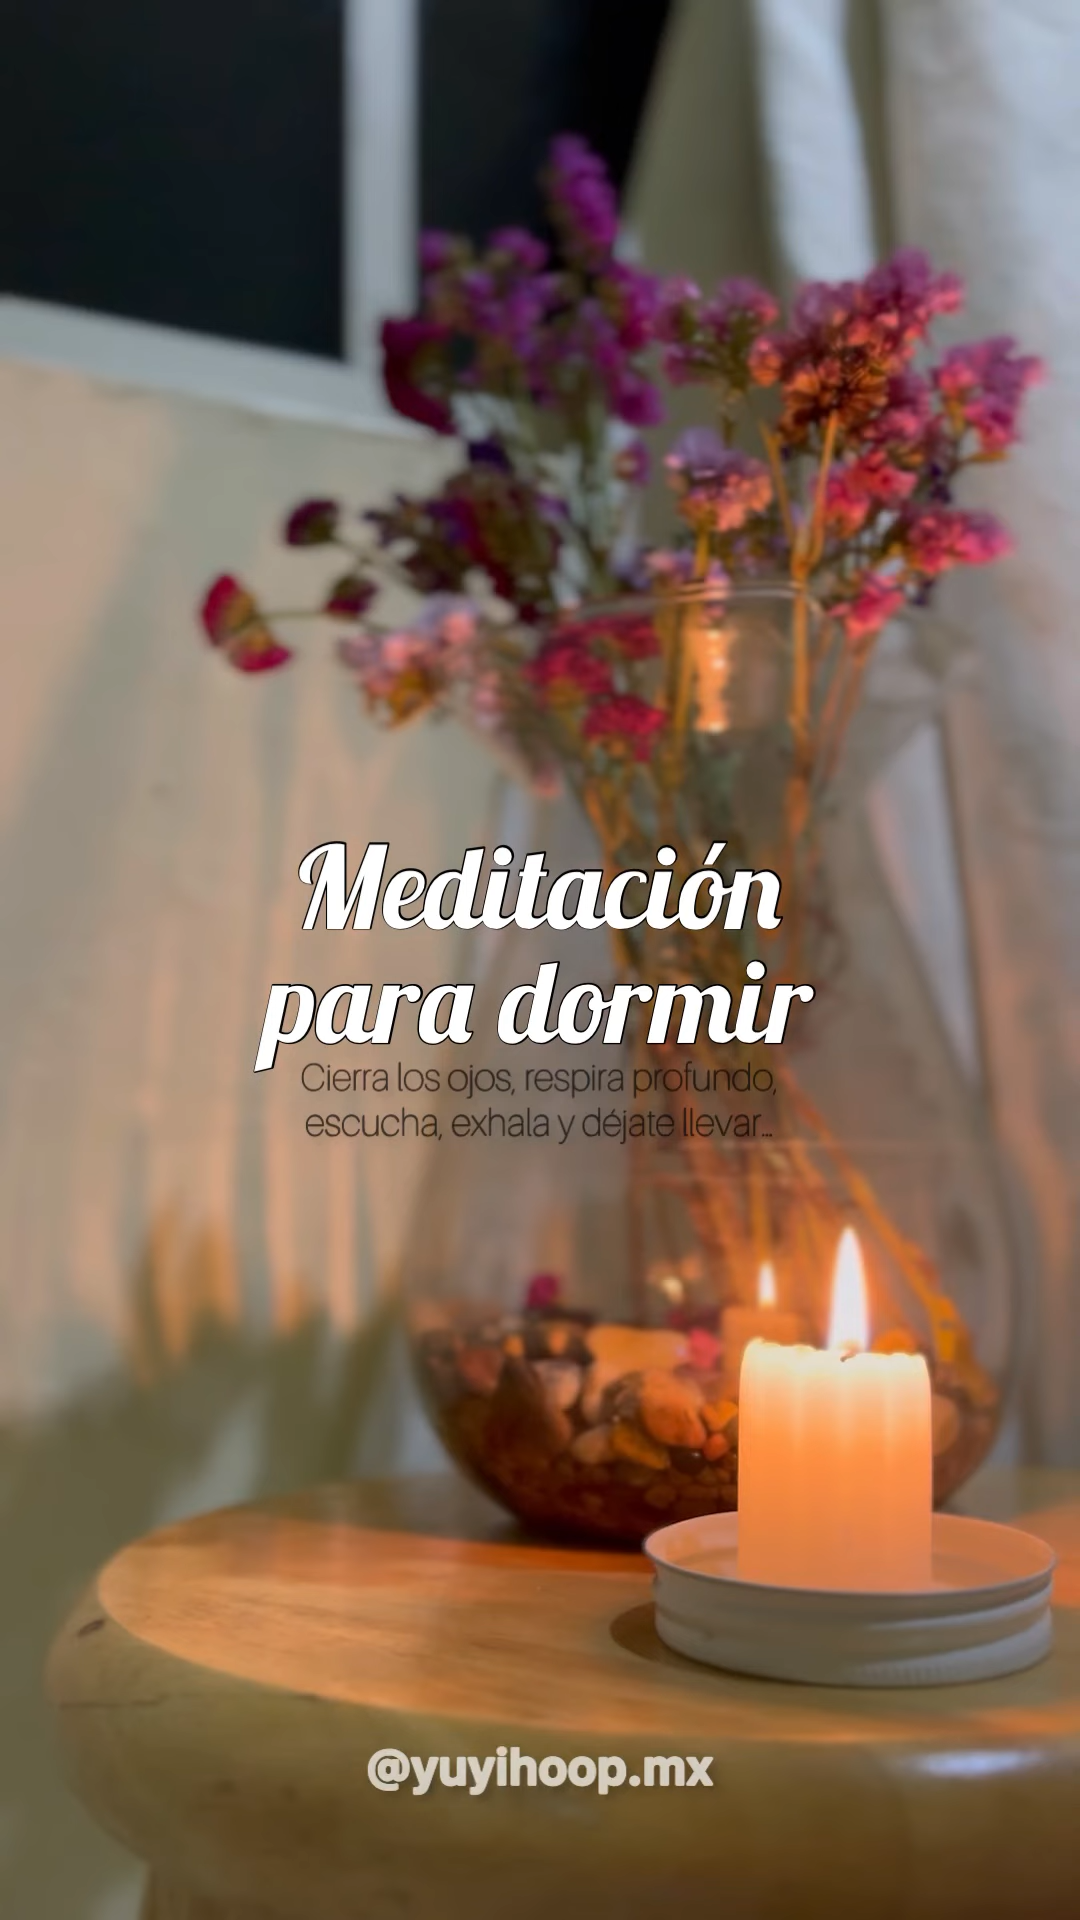 Meditación
para dormir
Cierra los ojos, respira profundo,
escucha, exhala y déjate llevar...
@yuyihoop.mx